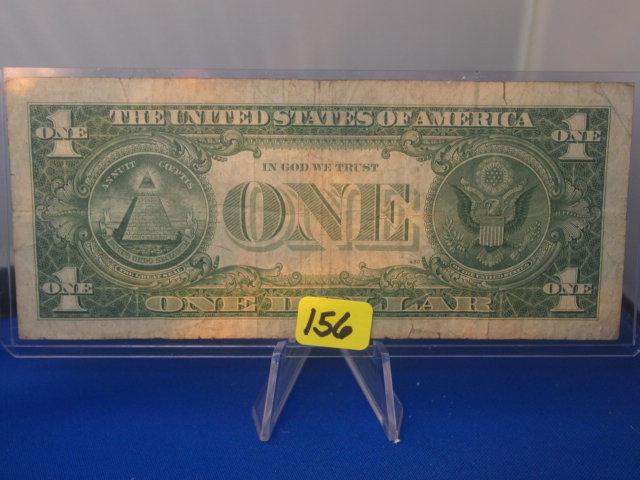 THE UNITED STATES OF AMERICA
1 ONE
1 ONE
ANNUIT CŒPTIS
IN GOD WE TRUST
ONE
1 ONE
1 ONE
ONE DOLLAR
156